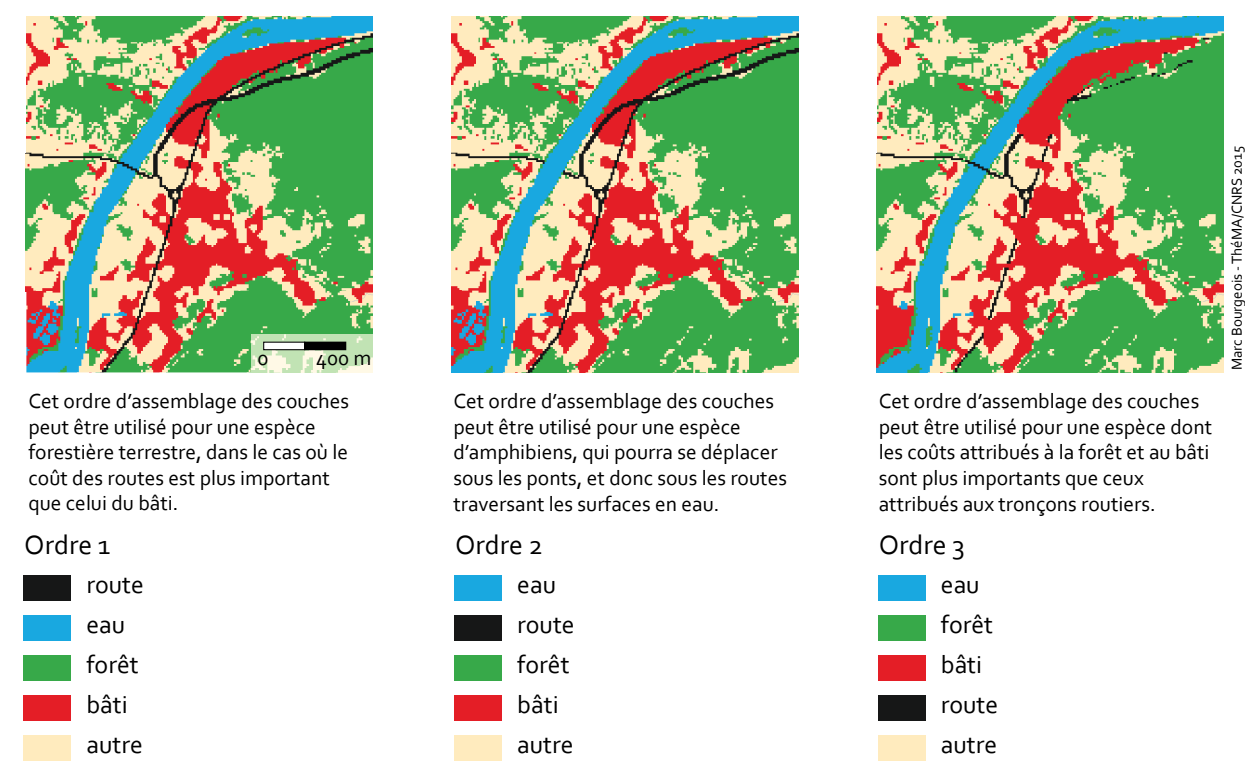 0 400 m
Marc Bourgeois - ThéMA/CNRS 2015
Cet ordre d’assemblage des couches
peut être utilisé pour une espèce
forestière terrestre, dans le cas où le
coût des routes est plus important
que celui du bâti.
Ordre 1
route
eau
forêt
bâti
autre
Cet ordre d’assemblage des couches
peut être utilisé pour une espèce
d’amphibiens, qui pourra se déplacer
sous les ponts, et donc sous les routes
traversant les surfaces en eau.
Ordre 2
eau
route
forêt
bâti
autre
Cet ordre d’assemblage des couches
peut être utilisé pour une espèce dont
les coûts attribués à la forêt et au bâti
sont plus importants que ceux
attribués aux tronçons routiers.
Ordre 3
eau
forêt
bâti
route
autre